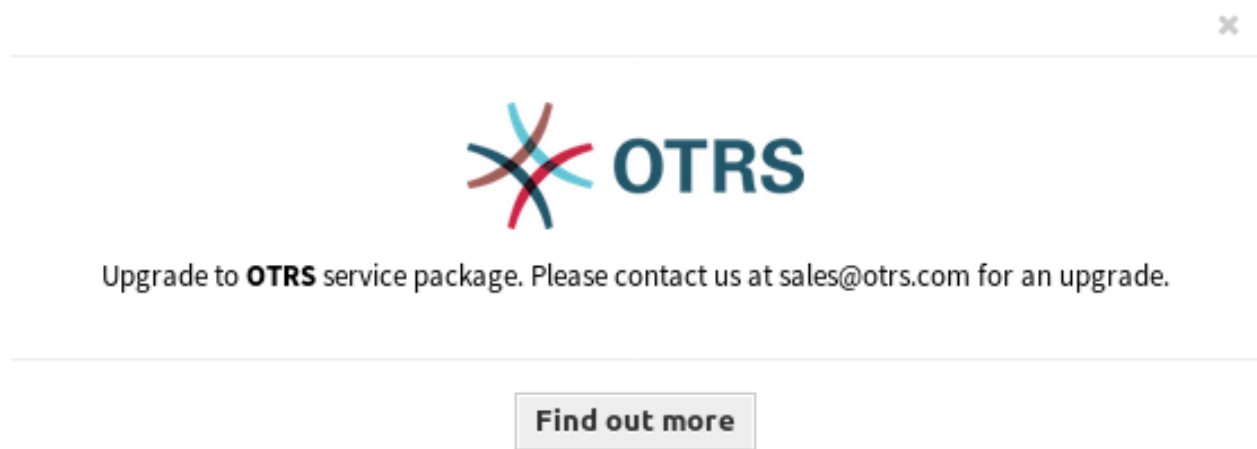 OTRS
Upgrade to OTRS service package. Please contact us at sales@otrs.com for an upgrade.
Find out more